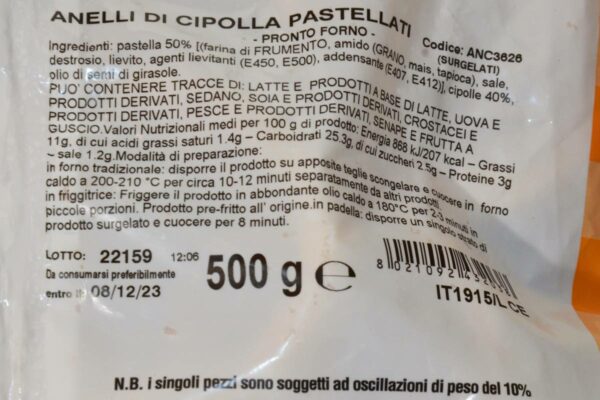 ANELLI DI CIPOLLA PASTELLATI
- PRONTO FORNO -
Codice: ANC3626
(SURGELATI)
Ingredienti: pastella 50% [(farina di FRUMENTO, amido (GRANO, mais, tapioca), sale,
destrosio, lievito, agenti lievitanti (E450, E500), addensante (E407, E412)], cipolle 40%,
olio di semi di girasole.
PUO' CONTENERE TRACCE DI: LATTE E PRODOTTI A BASE DI LATTE, UOVA E
PRODOTTI DERIVATI, SEDANO, SOIA E PRODOTTI DERIVATI, CROSTACEI E
PRODOTTI DERIVATI, PESCE E PRODOTTI DERIVATI, SENAPE E FRUTTA A
GUSCIO.Valori Nutrizionali medi per 100 g di prodotto: Energia 868 kJ/207 kcal – Grassi
11g, di cui acidi grassi saturi 1.4g – Carboidrati 25.3g, di cui zuccheri 2.5g – Proteine 3g
– sale 1.2g.Modalità di preparazione:
in forno tradizionale: disporre il prodotto su apposite teglie scongelare e cuocere in forno
caldo a 200-210 °C per circa 10-12 minuti separatamente da altri prodotti
in friggitrice: Friggere il prodotto in abbondante olio caldo a 180°C per 2-3 minuti in
piccole porzioni. Prodotto pre-fritto all' origine.in padella: disporre un singolo strato di
prodotto surgelato e cuocere per 8 minuti.
LOTTO: 22159 12:06
Da consumarsi preferibilmente
entro il: 08/12/23
500 g e
8 021092
IT1915/L CE
N.B. i singoli pezzi sono soggetti ad oscillazioni di peso del 10%